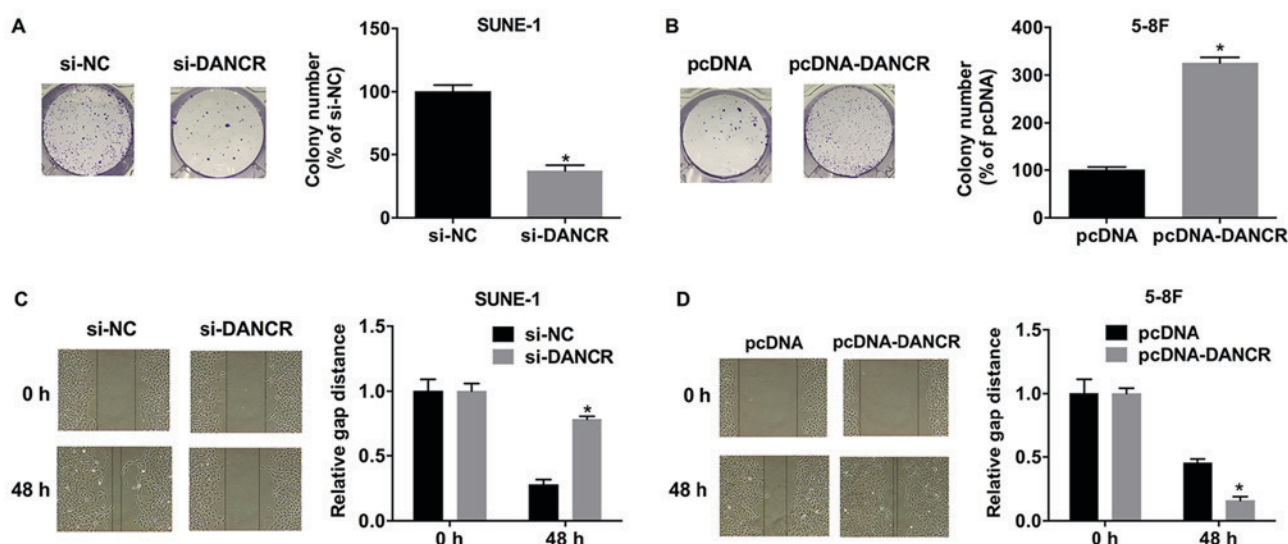 A
si-NC
si-DANCR
SUNE-1
Colony number
(% of si-NC)
150
100
50
0
si-NC
si-DANCR
*
B
pcDNA
pcDNA-DANCR
5-8F
Colony number
(% of pcDNA)
400
300
200
100
0
pcDNA
pcDNA-DANCR
*
C
si-NC
si-DANCR
0 h
48 h
SUNE-1
si-NC
si-DANCR
Relative gap distance
1.5
1.0
0.5
0.0
0 h
48 h
*
D
pcDNA
pcDNA-DANCR
0 h
48 h
5-8F
pcDNA
pcDNA-DANCR
Relative gap distance
1.5
1.0
0.5
0.0
0 h
48 h
*